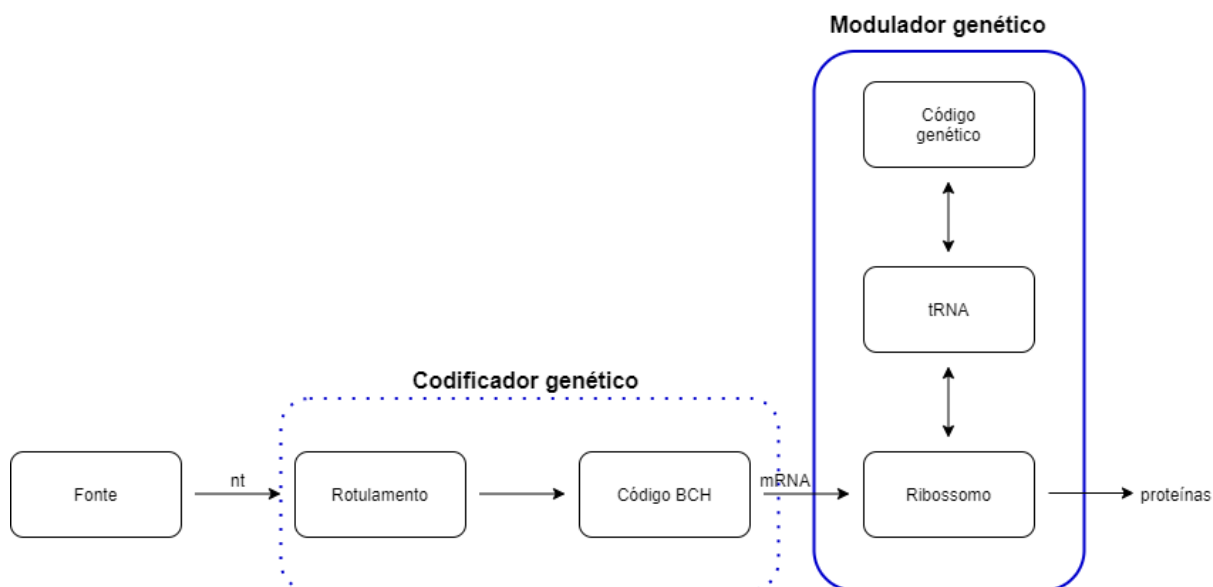 Modulador genético
Código
genético
tRNA
Codificador genético
Fonte
nt
Rotulamento
Código BCH
mRNA
Ribossomo
proteínas